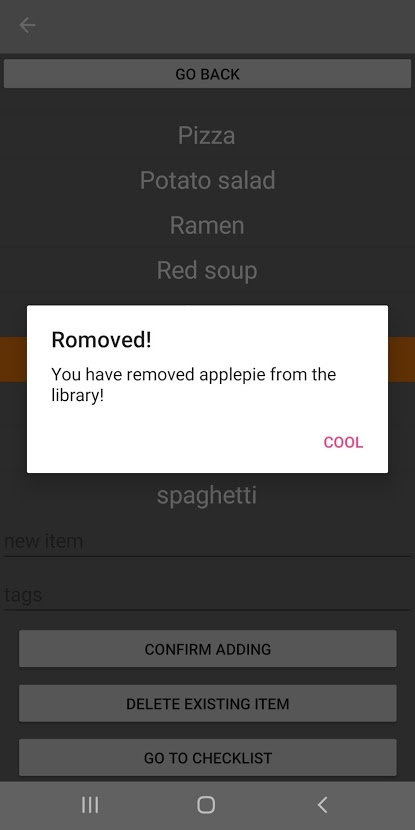 GO BACK
Pizza
Potato salad
Ramen
Red soup
Romoved!
You have removed applepie from the
library!
COOL
spaghetti
new item
tags
CONFIRM ADDING
DELETE EXISTING ITEM
GO TO CHECKLIST